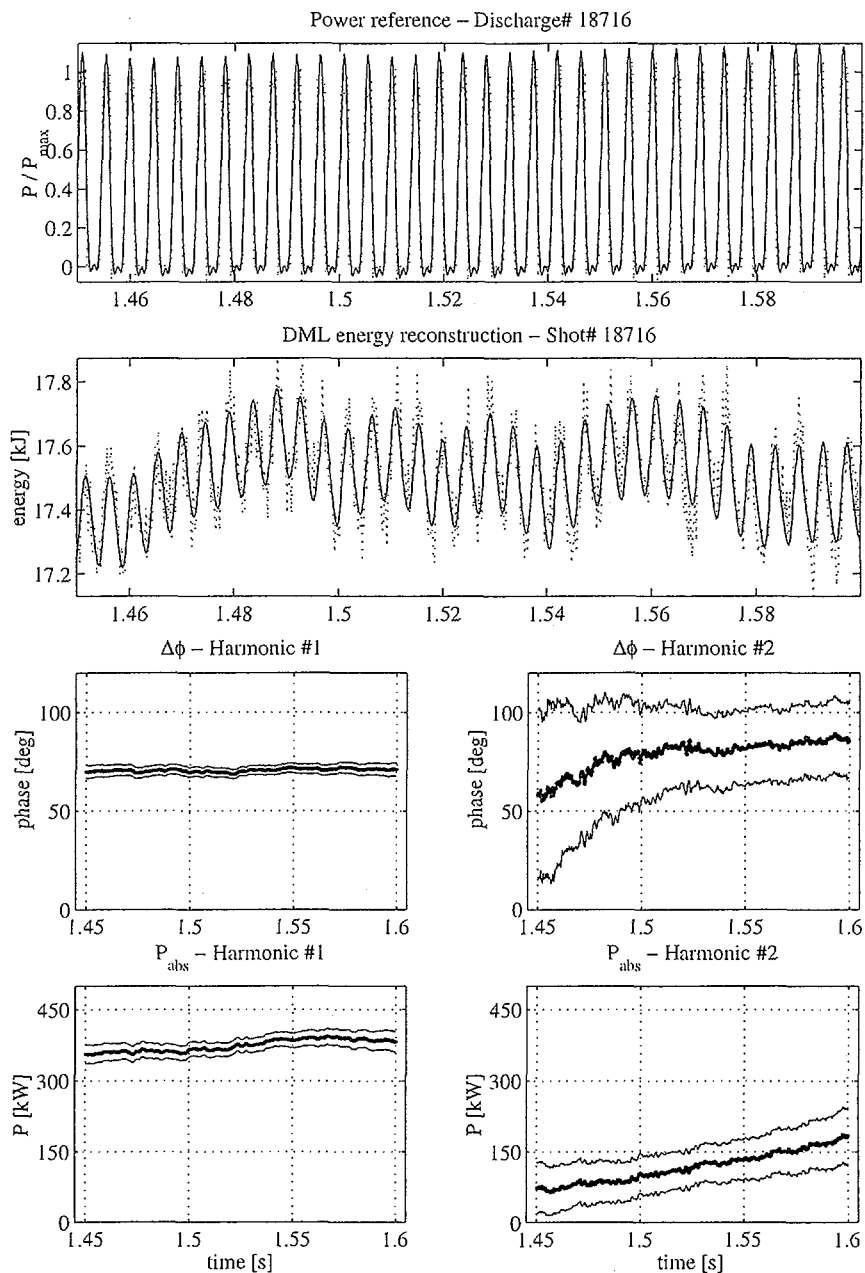 Power reference – Discharge# 18716
P / Pmax
1
0.8
0.6
0.4
0.2
0
1.46 1.48 1.5 1.52 1.54 1.56 1.58
DML energy reconstruction – Shot# 18716
energy [kJ]
17.8
17.6
17.4
17.2
1.46 1.48 1.5 1.52 1.54 1.56 1.58
Δϕ – Harmonic #1
phase [deg]
100
50
0
1.45 1.5 1.55 1.6
Δϕ – Harmonic #2
phase [deg]
100
50
0
1.45 1.5 1.55 1.6
Pabs – Harmonic #1
P [kW]
450
300
150
0
1.45 1.5 1.55 1.6
time [s]
Pabs – Harmonic #2
P [kW]
450
300
150
0
1.45 1.5 1.55 1.6
time [s]